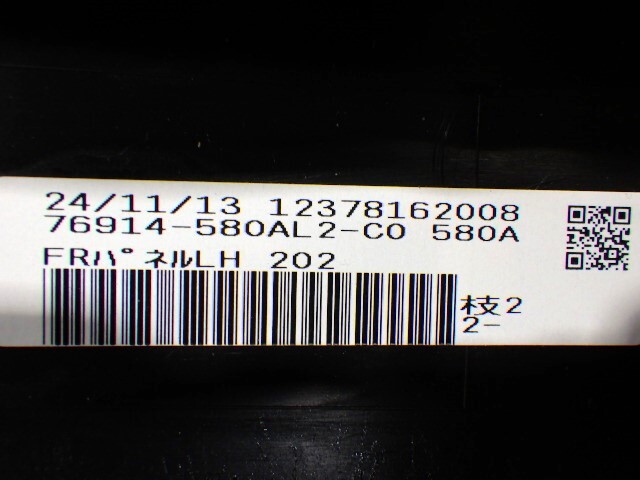 24/11/13 12378162008
76914-580AL2-C0 580A
FRﾊﾟﾈﾙLH 202
枝2
2-